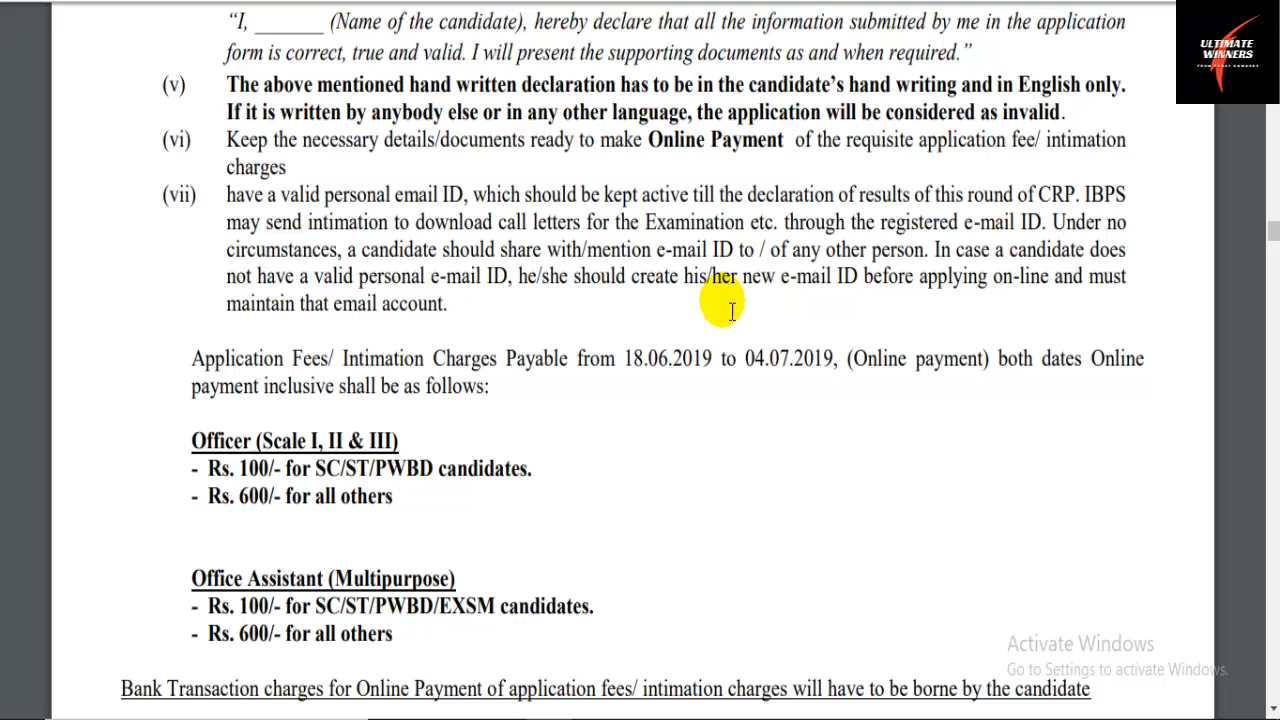 “I, _______ (Name of the candidate), hereby declare that all the information submitted by me in the application
form is correct, true and valid. I will present the supporting documents as and when required.”
(v) The above mentioned hand written declaration has to be in the candidate’s hand writing and in English only.
If it is written by anybody else or in any other language, the application will be considered as invalid.
(vi) Keep the necessary details/documents ready to make Online Payment of the requisite application fee/ intimation
charges
(vii) have a valid personal email ID, which should be kept active till the declaration of results of this round of CRP. IBPS
may send intimation to download call letters for the Examination etc. through the registered e-mail ID. Under no
circumstances, a candidate should share with/mention e-mail ID to / of any other person. In case a candidate does
not have a valid personal e-mail ID, he/she should create his/her new e-mail ID before applying on-line and must
maintain that email account.
Application Fees/ Intimation Charges Payable from 18.06.2019 to 04.07.2019, (Online payment) both dates Online
payment inclusive shall be as follows:
Officer (Scale I, II & III)
- Rs. 100/- for SC/ST/PWBD candidates.
- Rs. 600/- for all others
Office Assistant (Multipurpose)
- Rs. 100/- for SC/ST/PWBD/EXSM candidates.
- Rs. 600/- for all others
Bank Transaction charges for Online Payment of application fees/ intimation charges will have to be borne by the candidate
ULTIMATE
WINNERS
FROM TODAY ONWARDS
Activate Windows
Go to Settings to activate Windows.